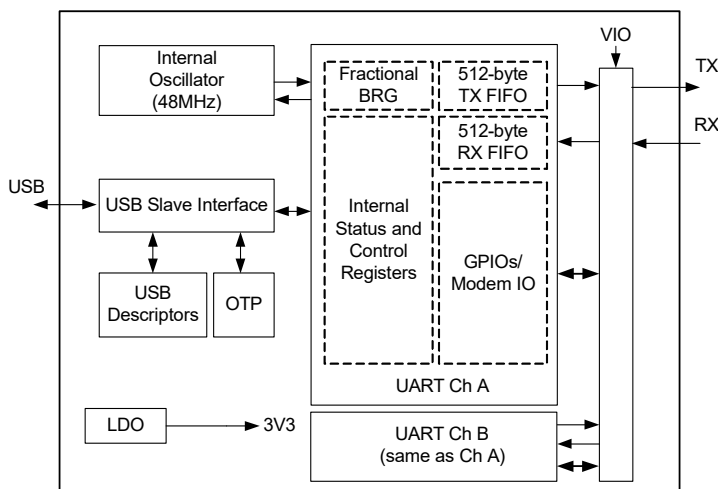 VIO
Internal
Oscillator
(48MHz)
Fractional
BRG
512-byte
TX FIFO
TX
512-byte
RX FIFO
RX
USB
USB Slave Interface
Internal
Status and
Control
Registers
GPIOs/
Modem IO
USB
Descriptors
OTP
UART Ch A
LDO
3V3
UART Ch B
(same as Ch A)